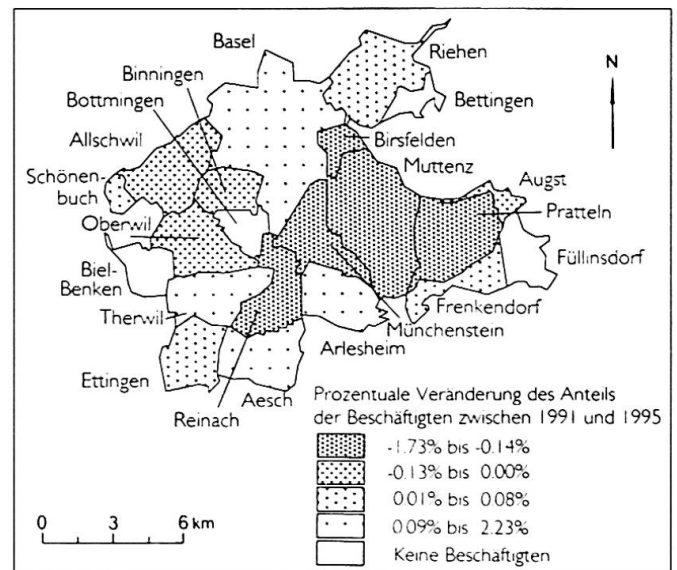 Basel
Riehen
Binningen
N
Bottmingen
Bettingen
Allschwil
Birsfelden
Muttenz
Schönen-
buch
Augst
Oberwil
Pratteln
Füllinsdorf
Biel-
Benken
Frenkendorf
Therwil
Münchenstein
Arlesheim
Ettingen
Aesch
Reinach
Prozentuale Veränderung des Anteils
der Beschäftigten zwischen 1991 und 1995
-1.73% bis -0.14%
-0.13% bis 0.00%
0.01% bis 0.08%
0.09% bis 2.23%
Keine Beschäftigten
0 3 6 km